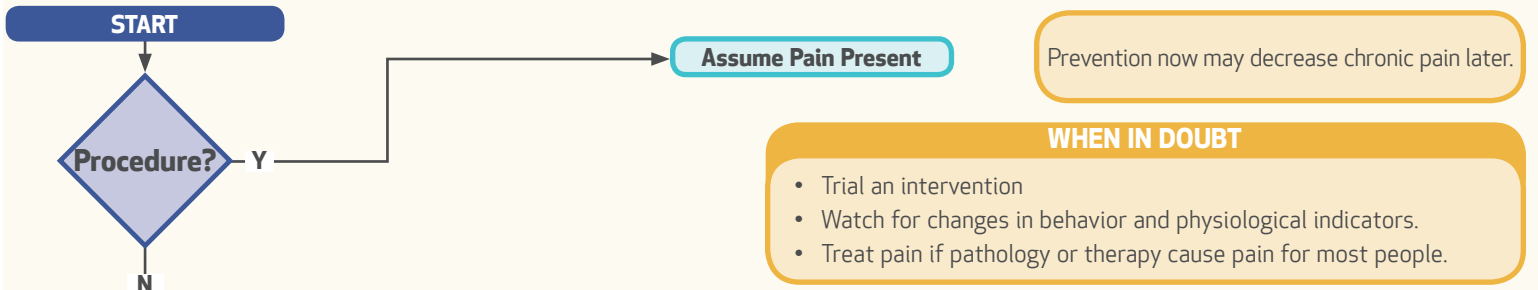 START
Assume Pain Present
Prevention now may decrease chronic pain later.
WHEN IN DOUBT
Procedure?
Y
• Trial an intervention
• Watch for changes in behavior and physiological indicators.
• Treat pain if pathology or therapy cause pain for most people.
N